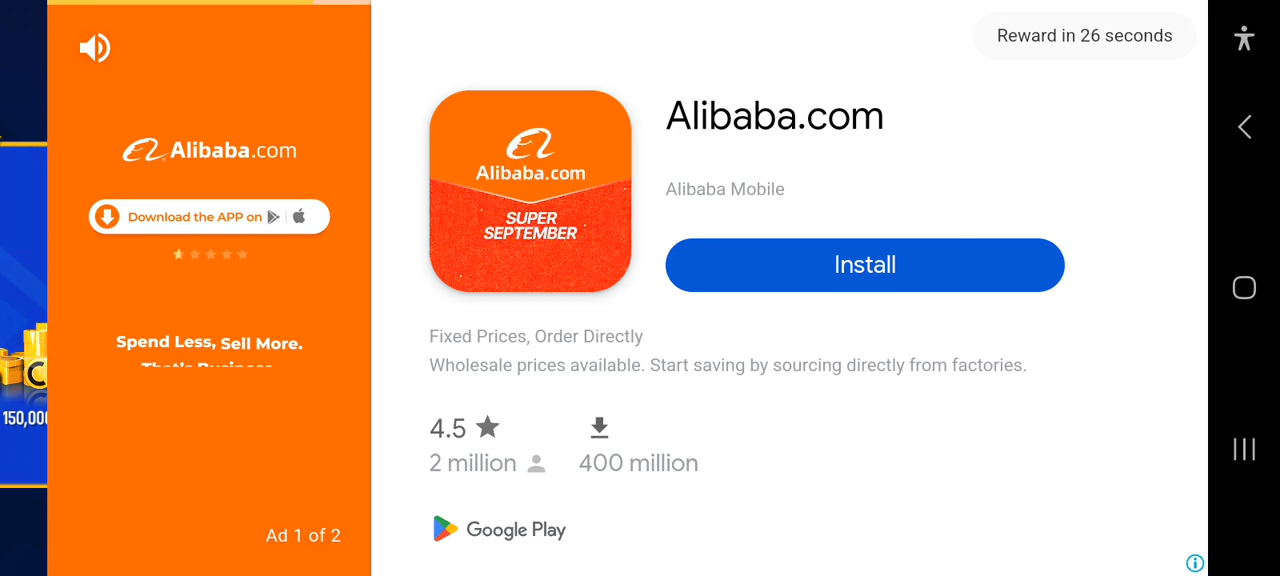 Alibaba.com
Download the APP on
Spend Less, Sell More.
That's Business.
150,000
Ad 1 of 2
Reward in 26 seconds
Alibaba.com
SUPER
SEPTEMBER
Alibaba.com
Alibaba Mobile
Install
Fixed Prices, Order Directly
Wholesale prices available. Start saving by sourcing directly from factories.
4.5
2 million
400 million
Google Play